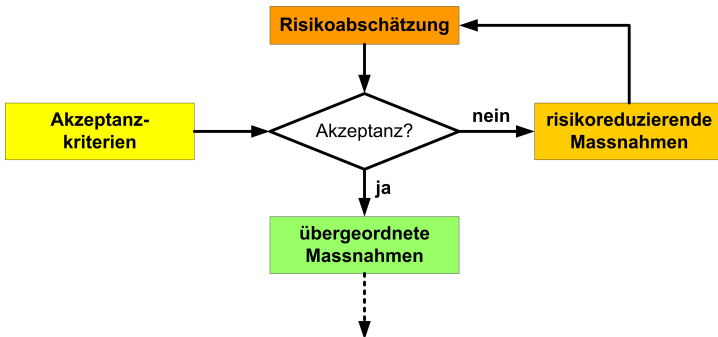 Risikoabschätzung
Akzeptanz-
kriterien
Akzeptanz?
nein
risikoreduzierende
Massnahmen
ja
übergeordnete
Massnahmen